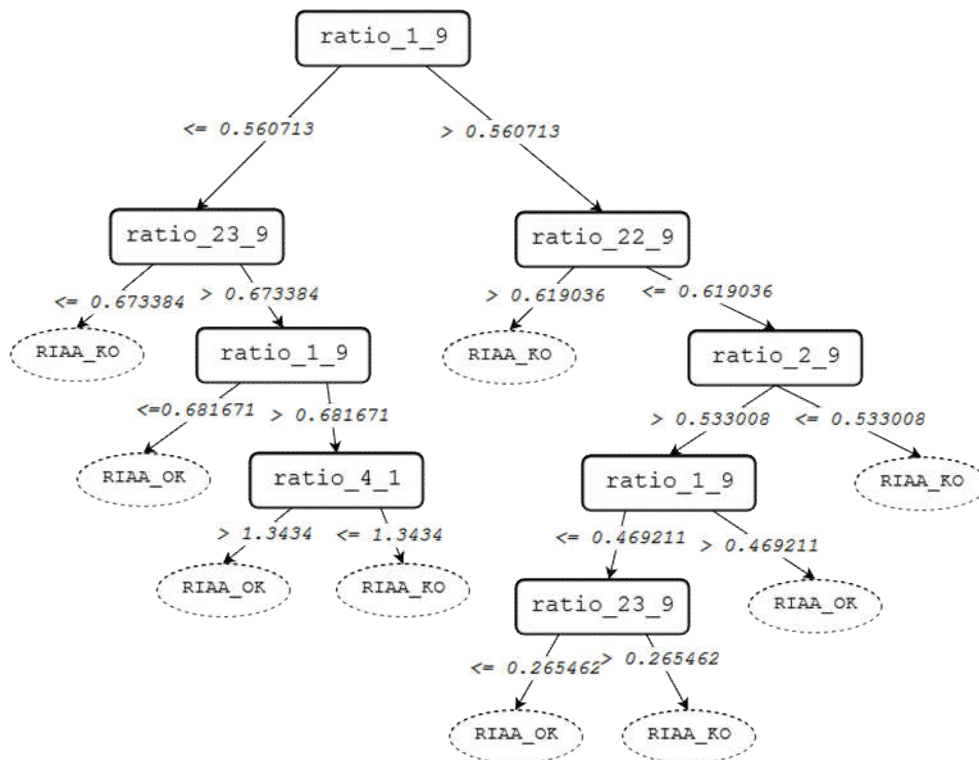 ratio_1_9
<= 0.560713
> 0.560713
ratio_23_9
ratio_22_9
<= 0.673384
> 0.673384
> 0.619036
<= 0.619036
RIAA_KO
ratio_1_9
RIAA_KO
ratio_2_9
<=0.681671
> 0.681671
> 0.533008
<= 0.533008
RIAA_OK
ratio_4_1
ratio_1_9
RIAA_KO
> 1.3434
<= 1.3434
<= 0.469211
> 0.469211
RIAA_OK
RIAA_KO
ratio_23_9
RIAA_OK
<= 0.265462
> 0.265462
RIAA_OK
RIAA_KO